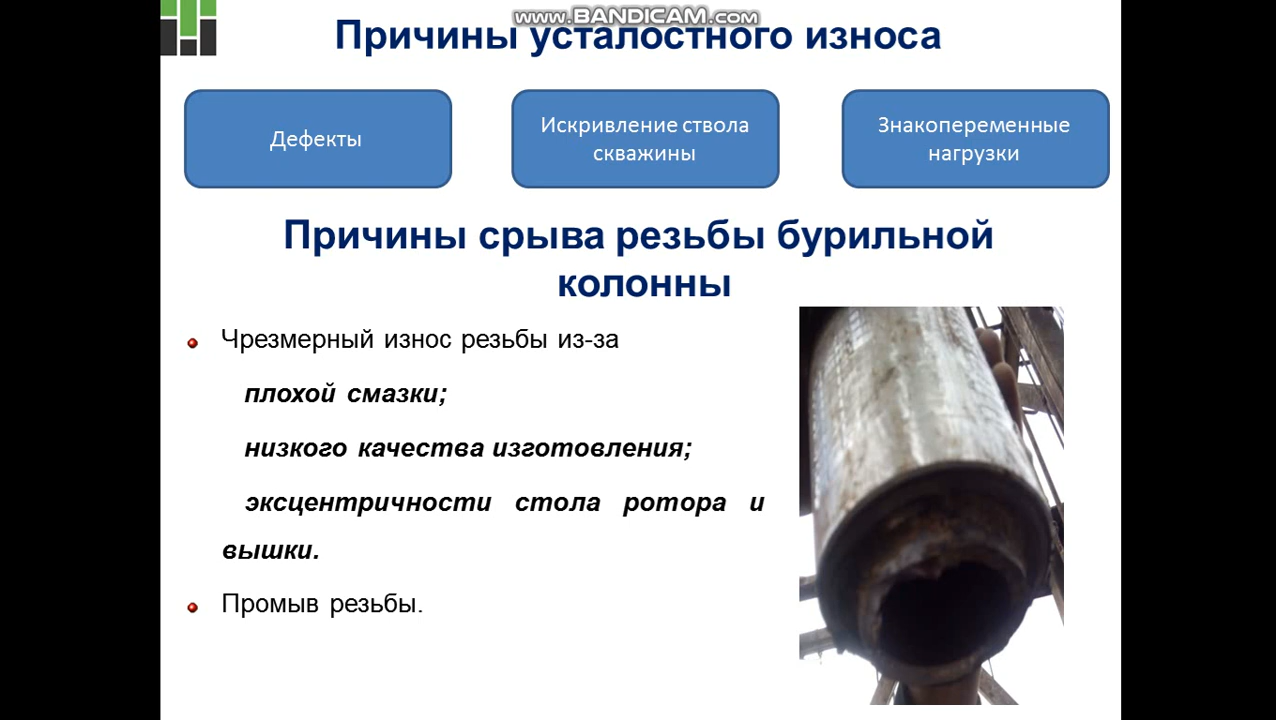 www.BANDICAM.com
Причины усталостного износа
Дефекты
Искривление ствола
скважины
Знакопеременные
нагрузки
Причины срыва резьбы бурильной
колонны
Чрезмерный износ резьбы из-за
плохой смазки;
низкого качества изготовления;
эксцентричности стола ротора и
вышки.
Промыв резьбы.